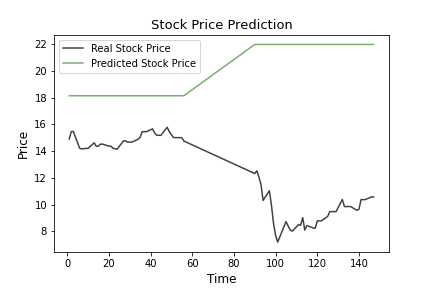 Stock Price Prediction
Real Stock Price
Predicted Stock Price
Price
22
20
18
16
14
12
10
8
0 20 40 60 80 100 120 140
Time